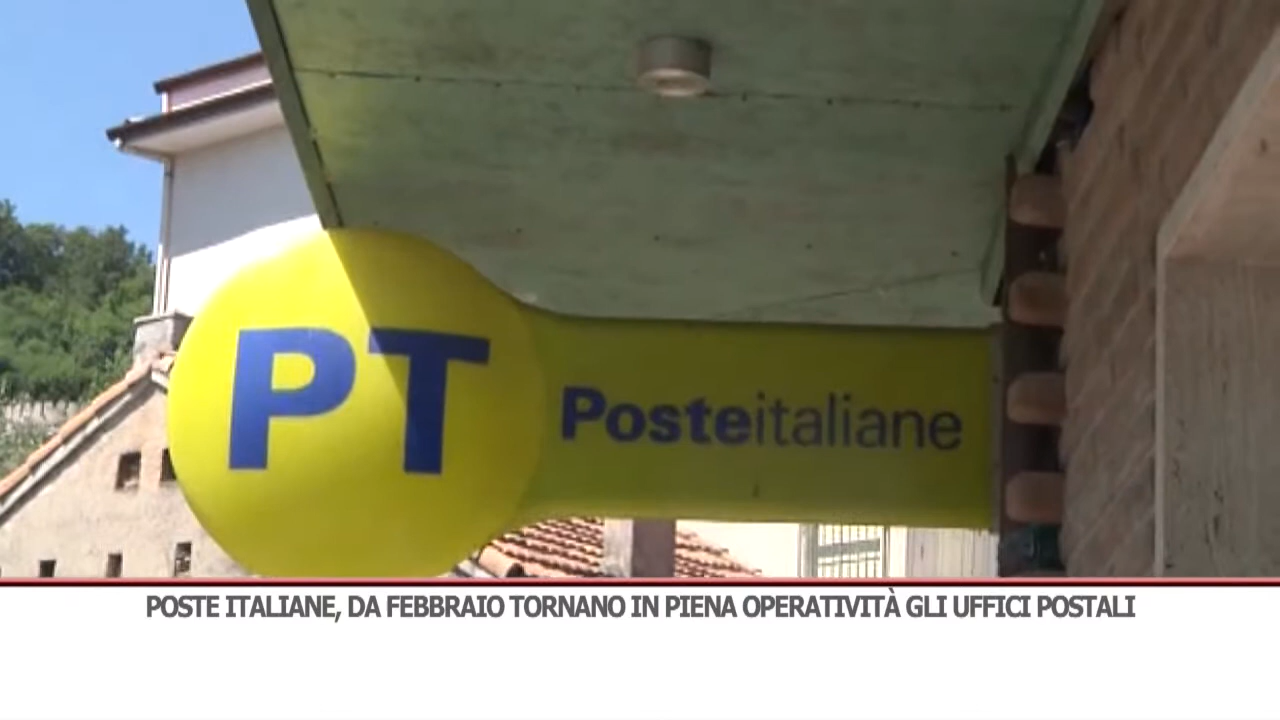 PT
Posteitaliane
POSTE ITALIANE, DA FEBBRAIO TORNANO IN PIENA OPERATIVITÀ GLI UFFICI POSTALI